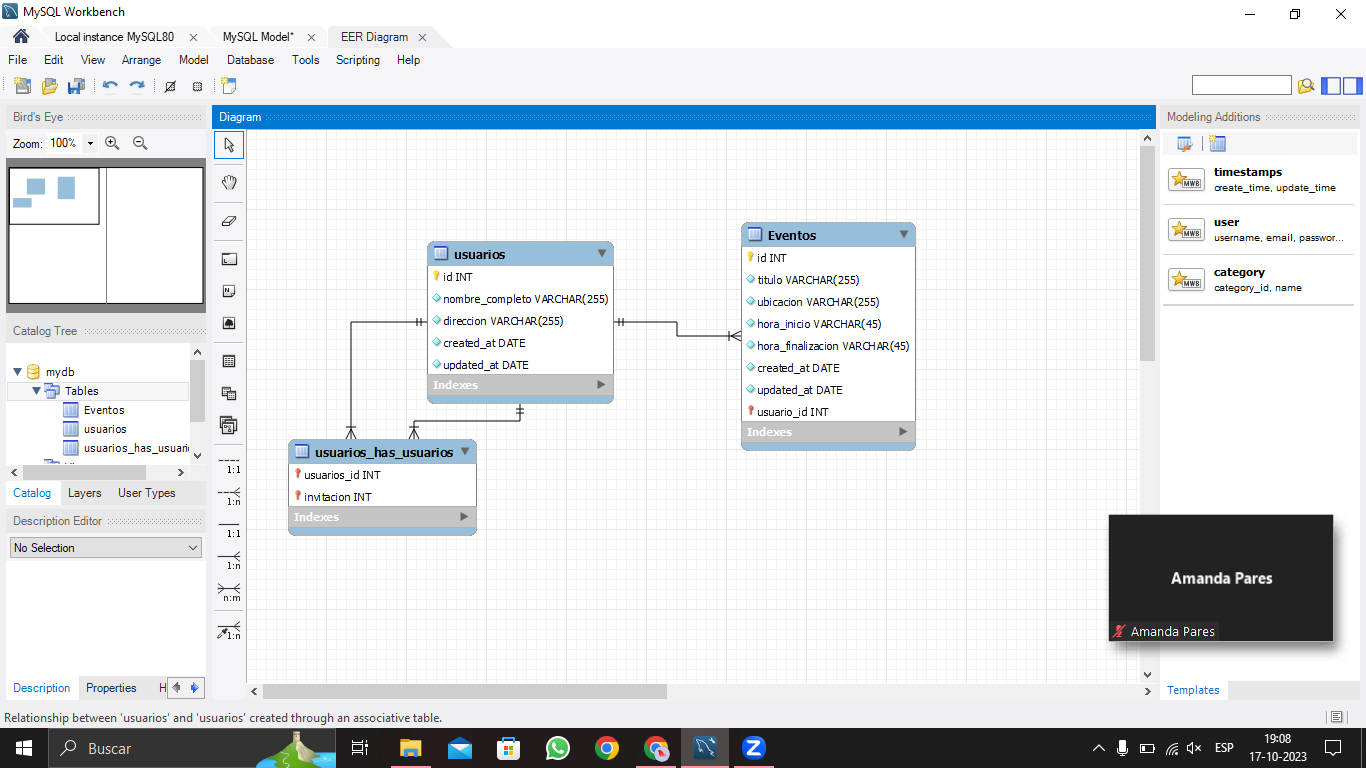 MySQL Workbench
Local instance MySQL80
MySQL Model*
EER Diagram
File Edit View Arrange Model Database Tools Scripting Help
Bird's Eye
Zoom: 100%
Catalog Tree
mydb
Tables
Eventos
usuarios
usuarios_has_usuari
Catalog Layers User Types
Description Editor
No Selection
Description Properties H
1:1
1:n
1:1
1:n
n:m
1:n
Diagram
usuarios
id INT
nombre_completo VARCHAR(255)
direccion VARCHAR(255)
created_at DATE
updated_at DATE
Indexes
Eventos
id INT
titulo VARCHAR(255)
ubicacion VARCHAR(255)
hora_inicio VARCHAR(45)
hora_finalizacion VARCHAR(45)
created_at DATE
updated_at DATE
usuario_id INT
Indexes
usuarios_has_usuarios
usuarios_id INT
invitacion INT
Indexes
Modeling Additions
MWB
timestamps
create_time, update_time
MWB
user
username, email, passwor...
MWB
category
category_id, name
Amanda Pares
Amanda Pares
Templates
Relationship between 'usuarios' and 'usuarios' created through an associative table.
Buscar
ESP
19:08
17-10-2023